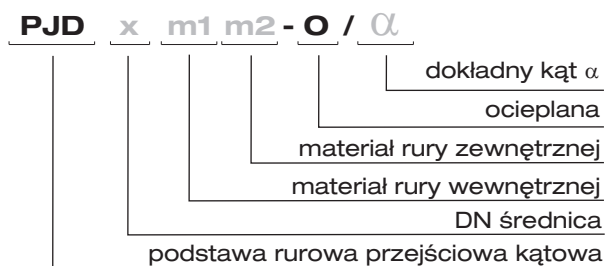 PJD x m1 m2 - O / α
dokładny kąt α
ocieplana
materiał rury zewnętrznej
materiał rury wewnętrznej
DN średnica
podstawa rurowa przejściowa kątowa